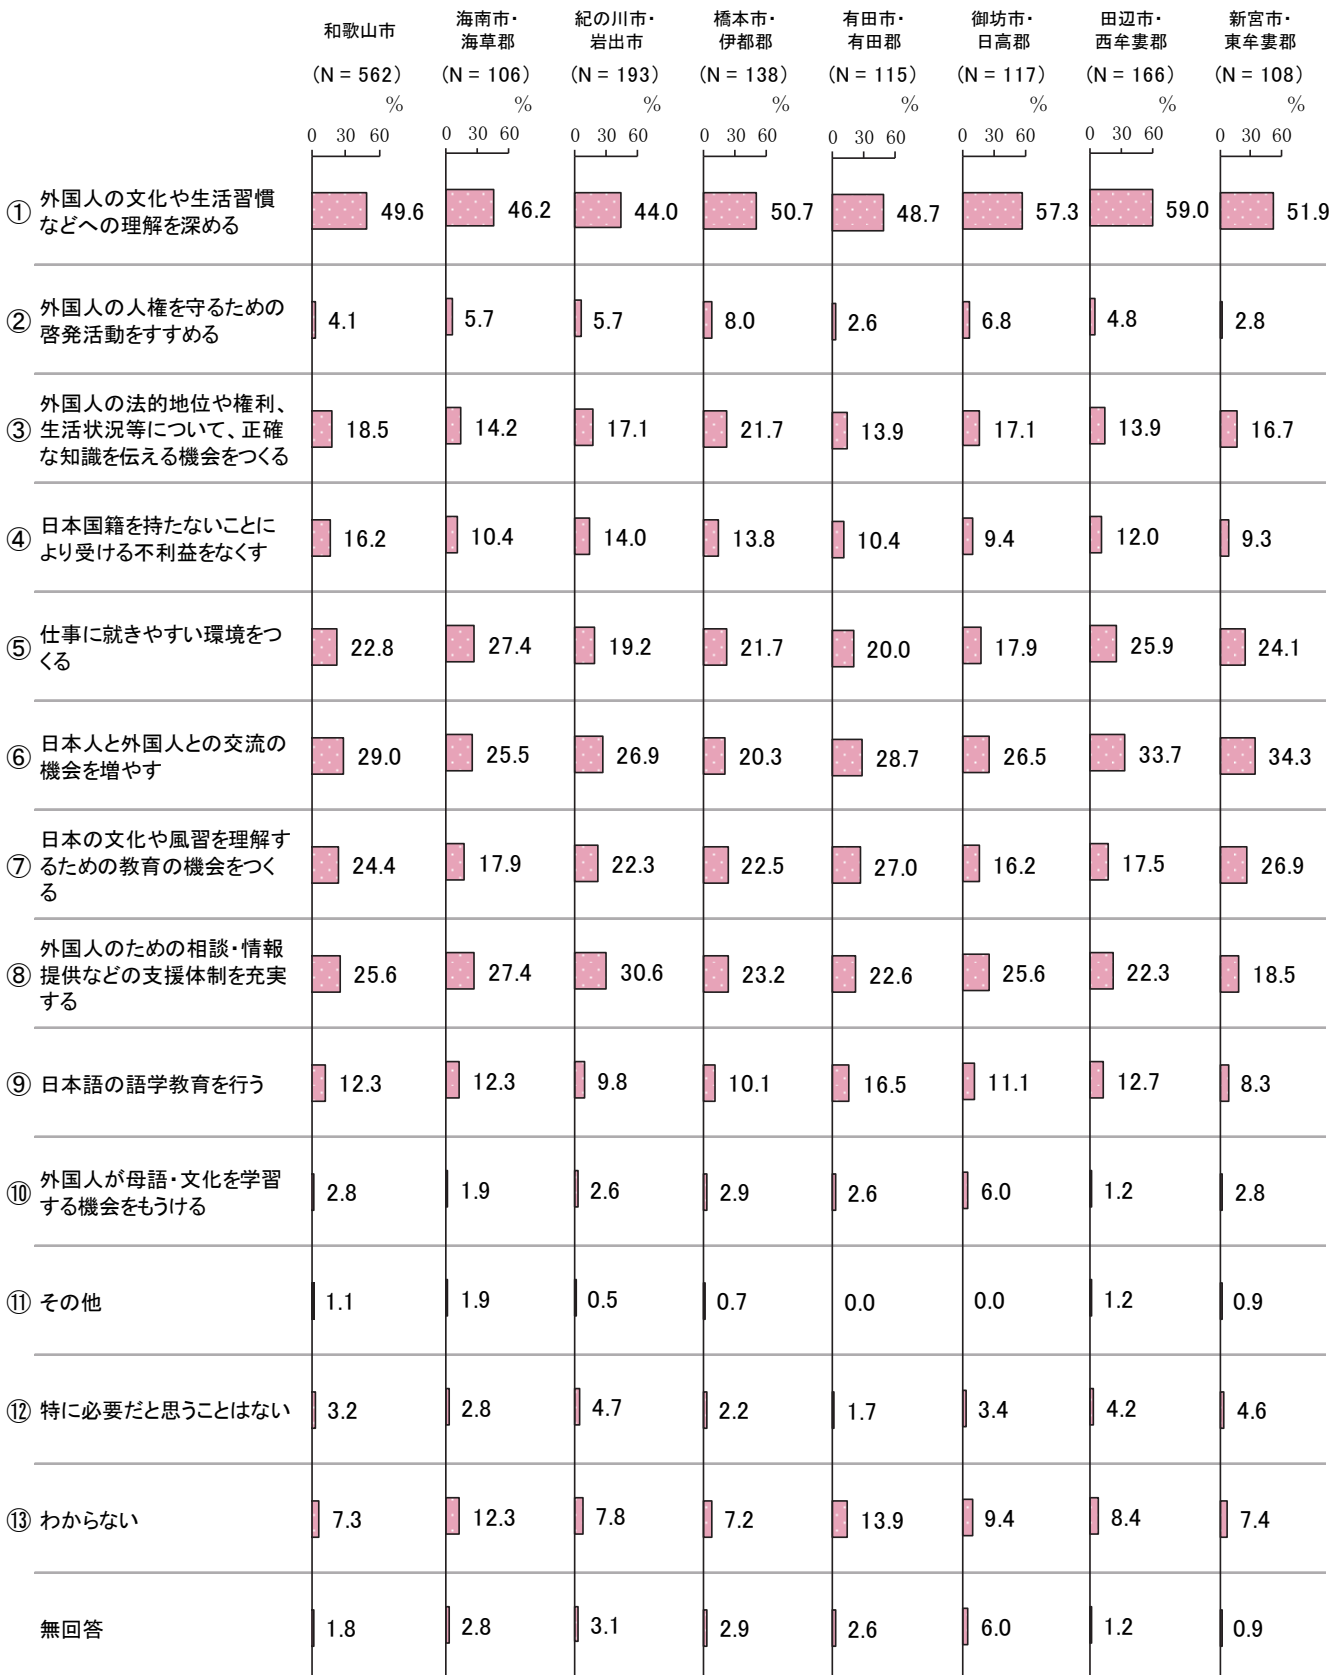 和歌山市
海南市・
海草郡
紀の川市・
岩出市
橋本市・
伊都郡
有田市・
有田郡
御坊市・
日高郡
田辺市・
西牟婁郡
新宮市・
東牟婁郡
（N = 562） （N = 106） （N = 193） （N = 138） （N = 115） （N = 117） （N = 166） （N = 108）
% % % % % % % %
0 30 60 0 30 60 0 30 60 0 30 60 0 30 60 0 30 60 0 30 60 0 30 60
① 外国人の文化や生活習慣
などへの理解を深める
49.6 46.2 44.0 50.7 48.7 57.3 59.0 51.9
② 外国人の人権を守るための
啓発活動をすすめる
4.1 5.7 5.7 8.0 2.6 6.8 4.8 2.8
③ 外国人の法的地位や権利、
生活状況等について、正確
な知識を伝える機会をつくる
18.5 14.2 17.1 21.7 13.9 17.1 13.9 16.7
④ 日本国籍を持たないことに
より受ける不利益をなくす
16.2 10.4 14.0 13.8 10.4 9.4 12.0 9.3
⑤ 仕事に就きやすい環境をつ
くる
22.8 27.4 19.2 21.7 20.0 17.9 25.9 24.1
⑥ 日本人と外国人との交流の
機会を増やす
29.0 25.5 26.9 20.3 28.7 26.5 33.7 34.3
⑦ 日本の文化や風習を理解す
るための教育の機会をつく
る
24.4 17.9 22.3 22.5 27.0 16.2 17.5 26.9
⑧ 外国人のための相談・情報
提供などの支援体制を充実
する
25.6 27.4 30.6 23.2 22.6 25.6 22.3 18.5
⑨ 日本語の語学教育を行う
12.3 12.3 9.8 10.1 16.5 11.1 12.7 8.3
⑩ 外国人が母語・文化を学習
する機会をもうける
2.8 1.9 2.6 2.9 2.6 6.0 1.2 2.8
⑪ その他
1.1 1.9 0.5 0.7 0.0 0.0 1.2 0.9
⑫ 特に必要だと思うことはない
3.2 2.8 4.7 2.2 1.7 3.4 4.2 4.6
⑬ わからない
7.3 12.3 7.8 7.2 13.9 9.4 8.4 7.4
無回答
1.8 2.8 3.1 2.9 2.6 6.0 1.2 0.9